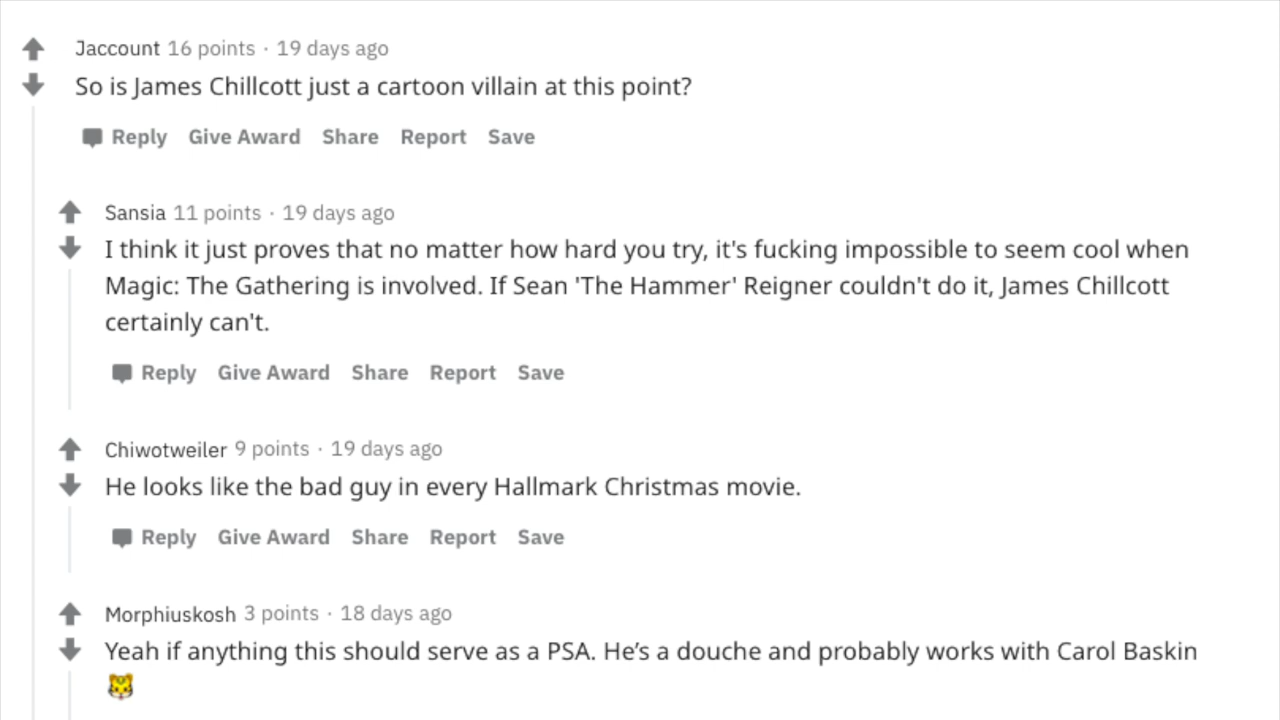 Jaccount 16 points · 19 days ago
So is James Chillcott just a cartoon villain at this point?
Reply Give Award Share Report Save
Sansia 11 points · 19 days ago
I think it just proves that no matter how hard you try, it's fucking impossible to seem cool when
Magic: The Gathering is involved. If Sean 'The Hammer' Reigner couldn't do it, James Chillcott
certainly can't.
Reply Give Award Share Report Save
Chiwotweiler 9 points · 19 days ago
He looks like the bad guy in every Hallmark Christmas movie.
Reply Give Award Share Report Save
Morphiuskosh 3 points · 18 days ago
Yeah if anything this should serve as a PSA. He’s a douche and probably works with Carol Baskin
🐯